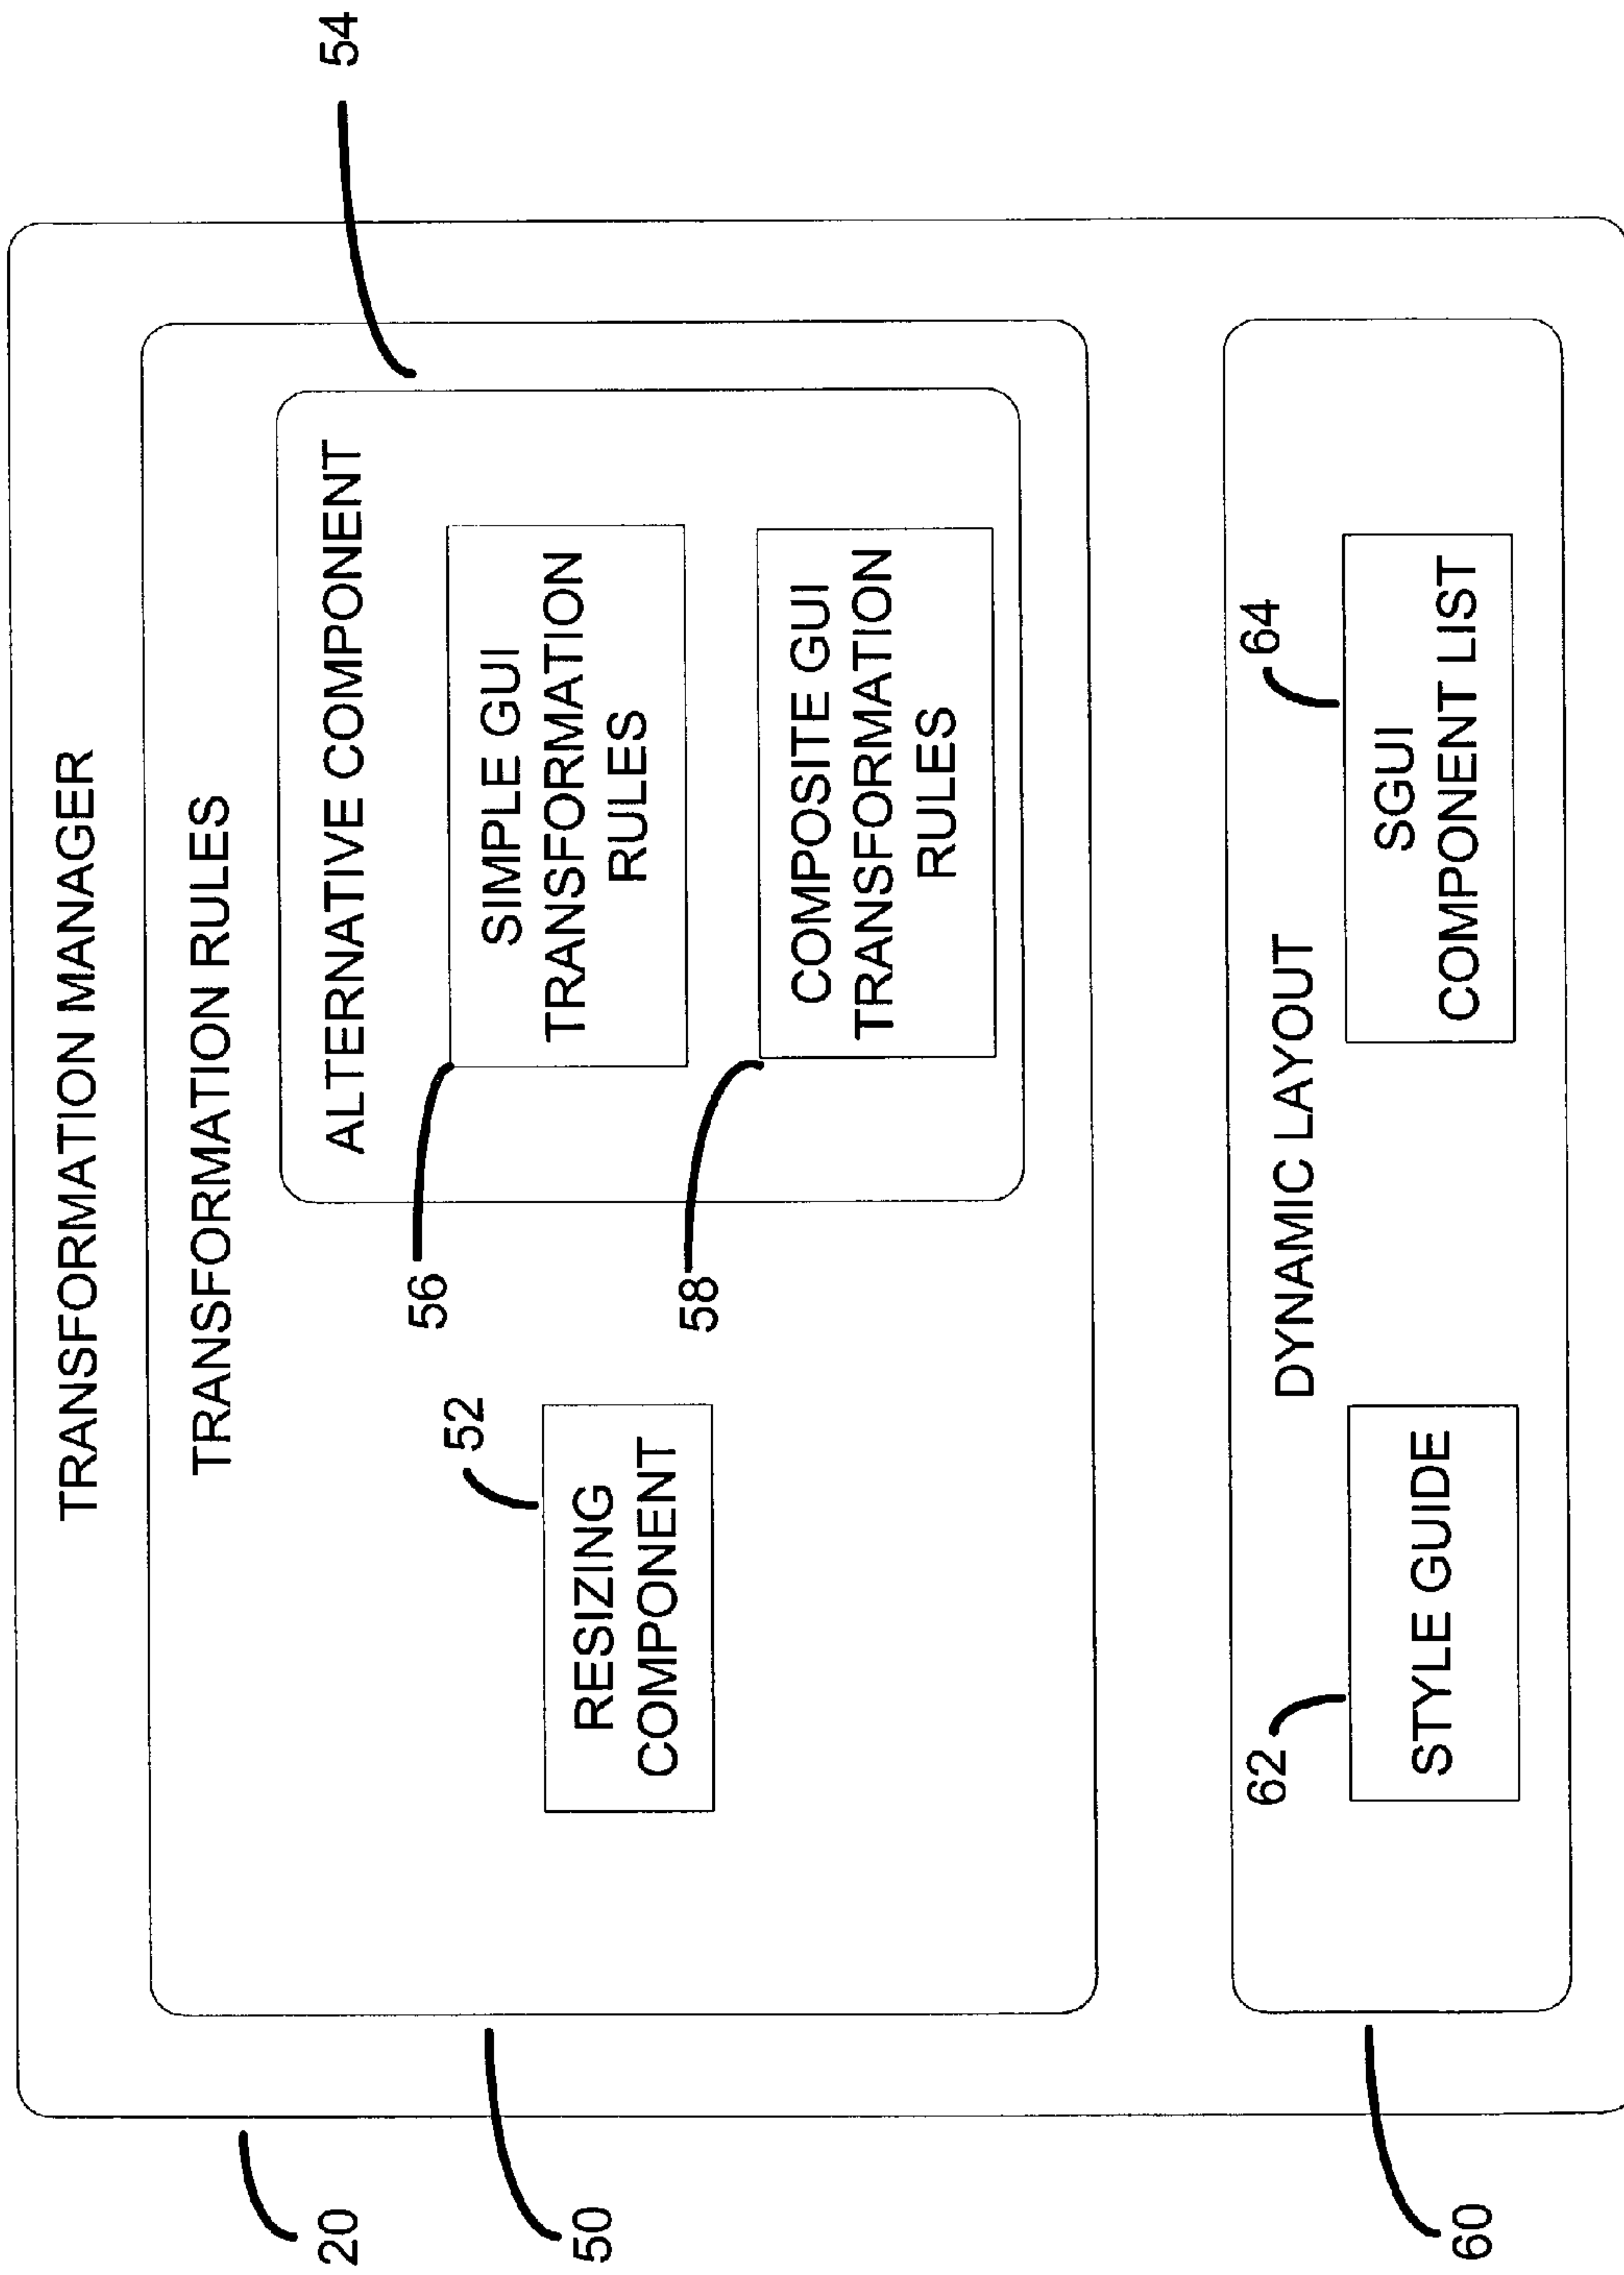 TRANSFORMATION MANAGER
TRANSFORMATION RULES
54
ALTERNATIVE COMPONENT
56
SIMPLE GUI
TRANSFORMATION
RULES
52
RESIZING
COMPONENT
58
COMPOSITE GUI
TRANSFORMATION
RULES
20
50
DYNAMIC LAYOUT
62
STYLE GUIDE
64
SGUI
COMPONENT LIST
60